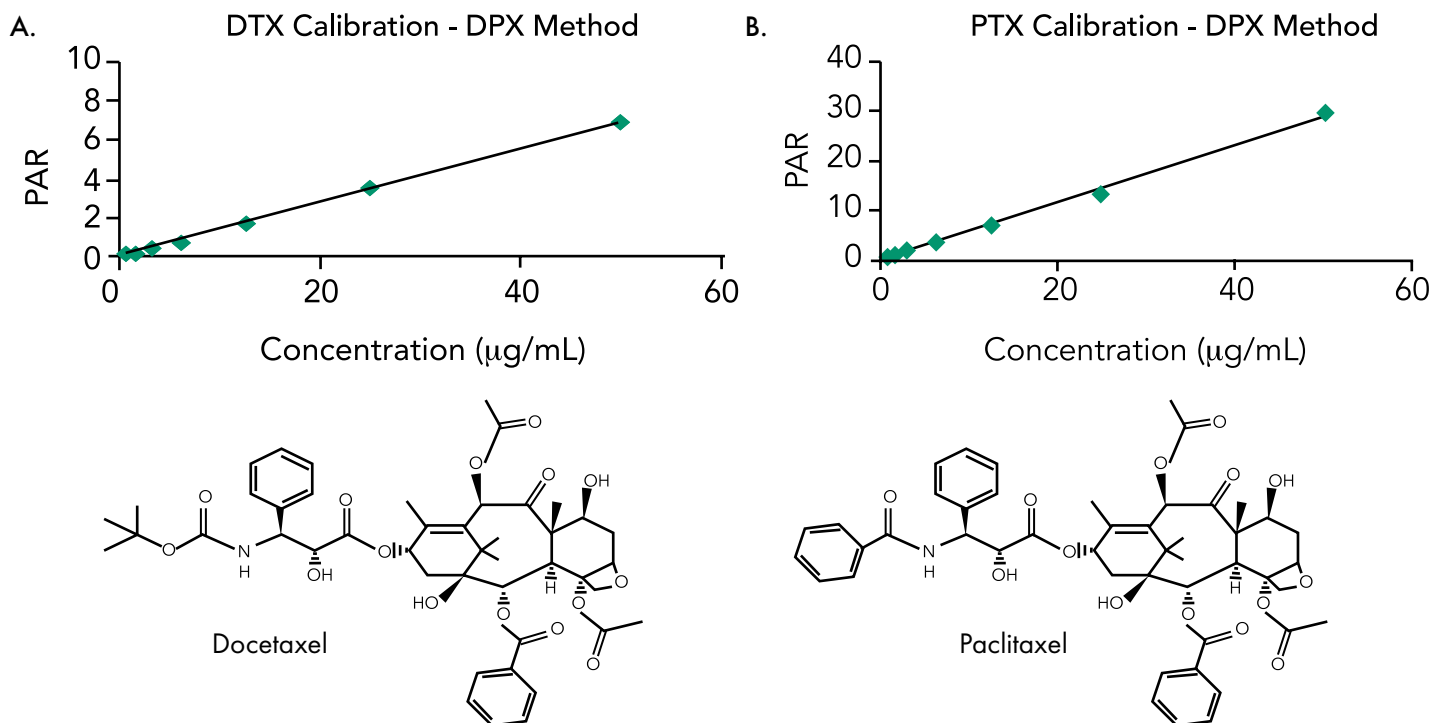 A.
DTX Calibration - DPX Method
10
8
6
4
2
0
PAR
0 20 40 60
Concentration (μg/mL)
B.
PTX Calibration - DPX Method
40
30
20
10
0
PAR
0 20 40 60
Concentration (μg/mL)
O
O
O
O
OH
O
O
O
N
H
OH
O
HO
O
O
H
O
O
O
Docetaxel
O
O
O
O
OH
O
O
N
H
OH
O
HO
O
O
H
O
O
O
Paclitaxel